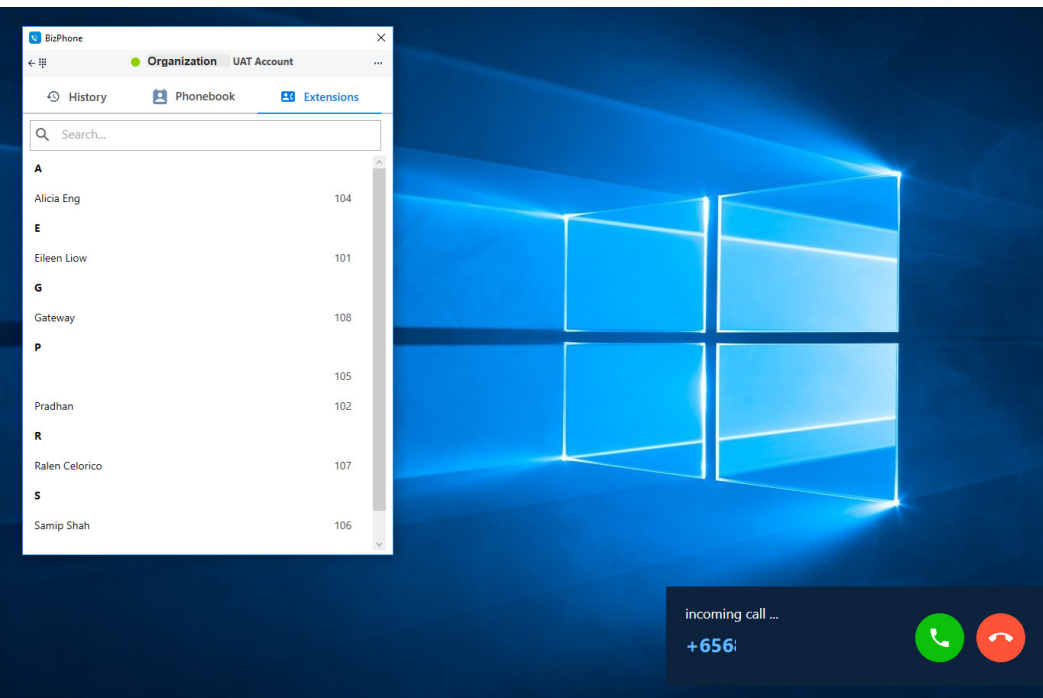 BizPhone
Organization UAT Account
History Phonebook Extensions
Search...
A
Alicia Eng 104
E
Eileen Liow 101
G
Gateway 108
P
105
Pradhan 102
R
Ralen Celorico 107
S
Samip Shah 106
incoming call ...
+656